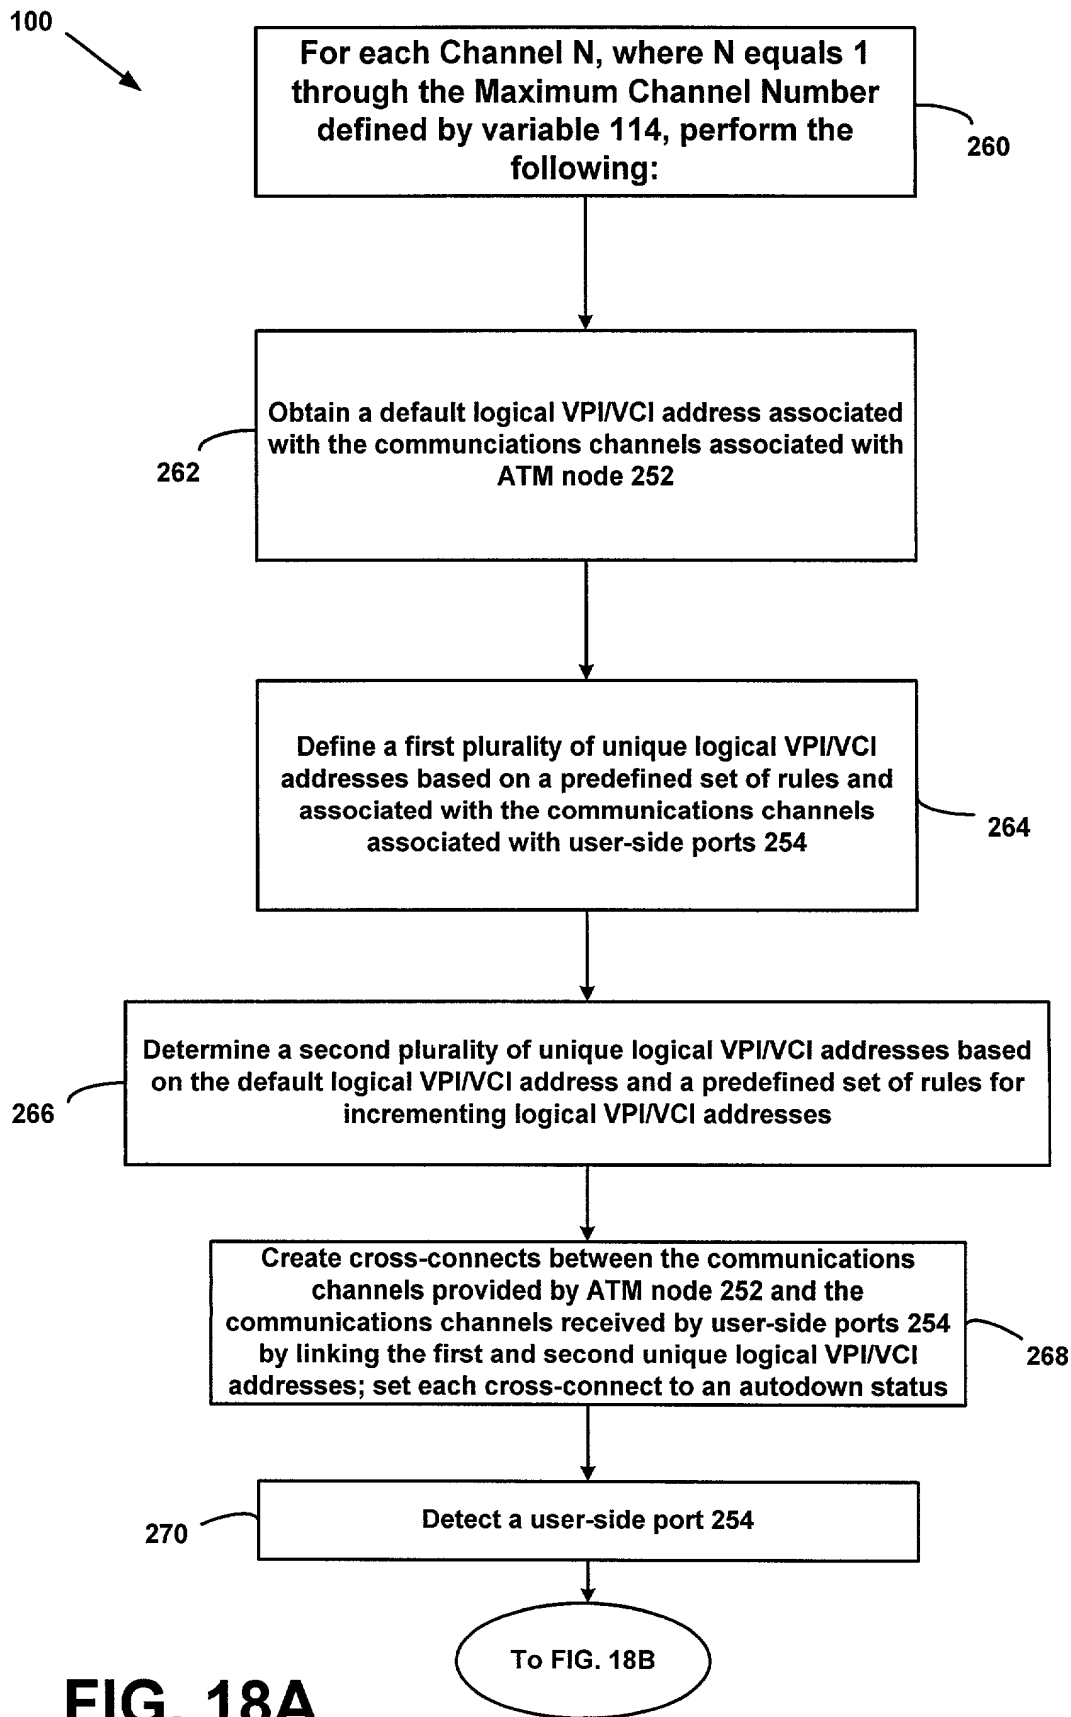 100
For each Channel N, where N equals 1
through the Maximum Channel Number
defined by variable 114, perform the
following:
260
Obtain a default logical VPI/VCI address associated
with the communciations channels associated with
ATM node 252
262
Define a first plurality of unique logical VPI/VCI
addresses based on a predefined set of rules and
associated with the communications channels
associated with user-side ports 254
264
Determine a second plurality of unique logical VPI/VCI addresses based
on the default logical VPI/VCI address and a predefined set of rules for
incrementing logical VPI/VCI addresses
266
Create cross-connects between the communications
channels provided by ATM node 252 and the
communications channels received by user-side ports 254
by linking the first and second unique logical VPI/VCI
addresses; set each cross-connect to an autodown status
268
Detect a user-side port 254
270
To FIG. 18B
FIG. 18A